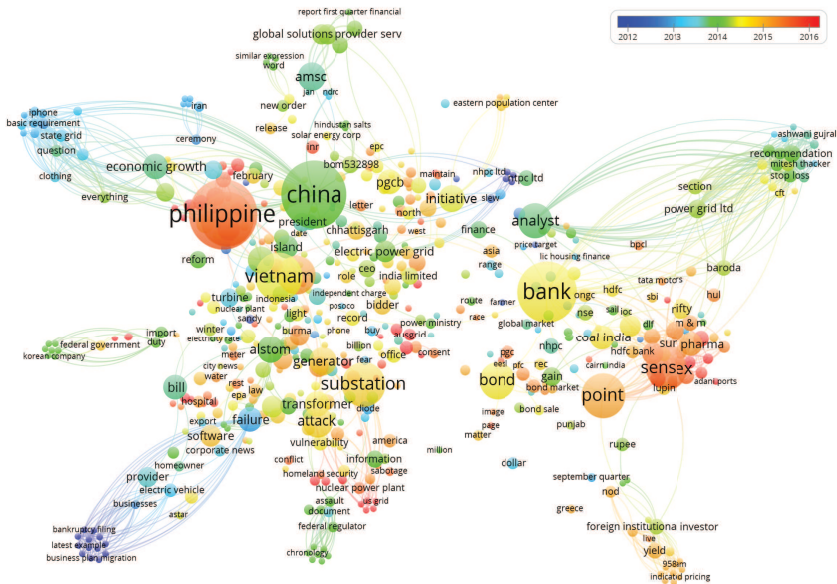 report first quarter financial
global solutions provider serv
2012 2013 2014 2015 2016
similar expression
word
amsc
jan ndrc
iphone
iran
new order
eastern population center
basic requirement
hindustan salts
ashwani gujral
state grid
release
solar energy corp
ceremony
inr
epc
recommendation
question
bom532898
mitesh thacker
economic growth
february
maintain
nhpc ltd
ntpc ltd
stop loss
clothing
pgcb
section
cft
everything
china
letter
initiative
slew
power grid ltd
philippine
north
president
analyst
date
chhattisgarh
west
finance
island
electric power grid
price target
bpcl
reform
ceo
asia
lic housing finance
vietnam
role
india limited
range
baroda
tata motors
turbine
indonesia
independent charge
bank
ongc
hdfc
sbi
hul
nuclear plant
posoco
bidder
route
farmer
sail
ioc
rifty
sandy
light
record
race
global market
nse
winter
burma
phone
buy
power ministry
dlf
m & m
import
electricity rate
ausgrid
coal india
federal government
duty
alstom
billion
consent
nhpc
sur
pharma
korean company
meter
fear
office
pgc
hdfc bank
city news
generator
eesl
pfc
rec
cairn india
sensex
water
gain
adani ports
bill
rest
substation
bond
bond market
lupin
epa
law
hospital
transformer
diode
point
export
failure
attack
image
bond sale
software
page
punjab
corporate news
vulnerability
america
matter
million
rupee
homeowner
conflict
information
collar
provider
homeland security
sabotage
september quarter
electric vehicle
nuclear power plant
nod
businesses
assault
us grid
document
greece
astar
federal regulator
foreign institutiona investor
bankruptcy filing
live
latest example
chronology
yield
business plan migration
958im
indicatid pricing